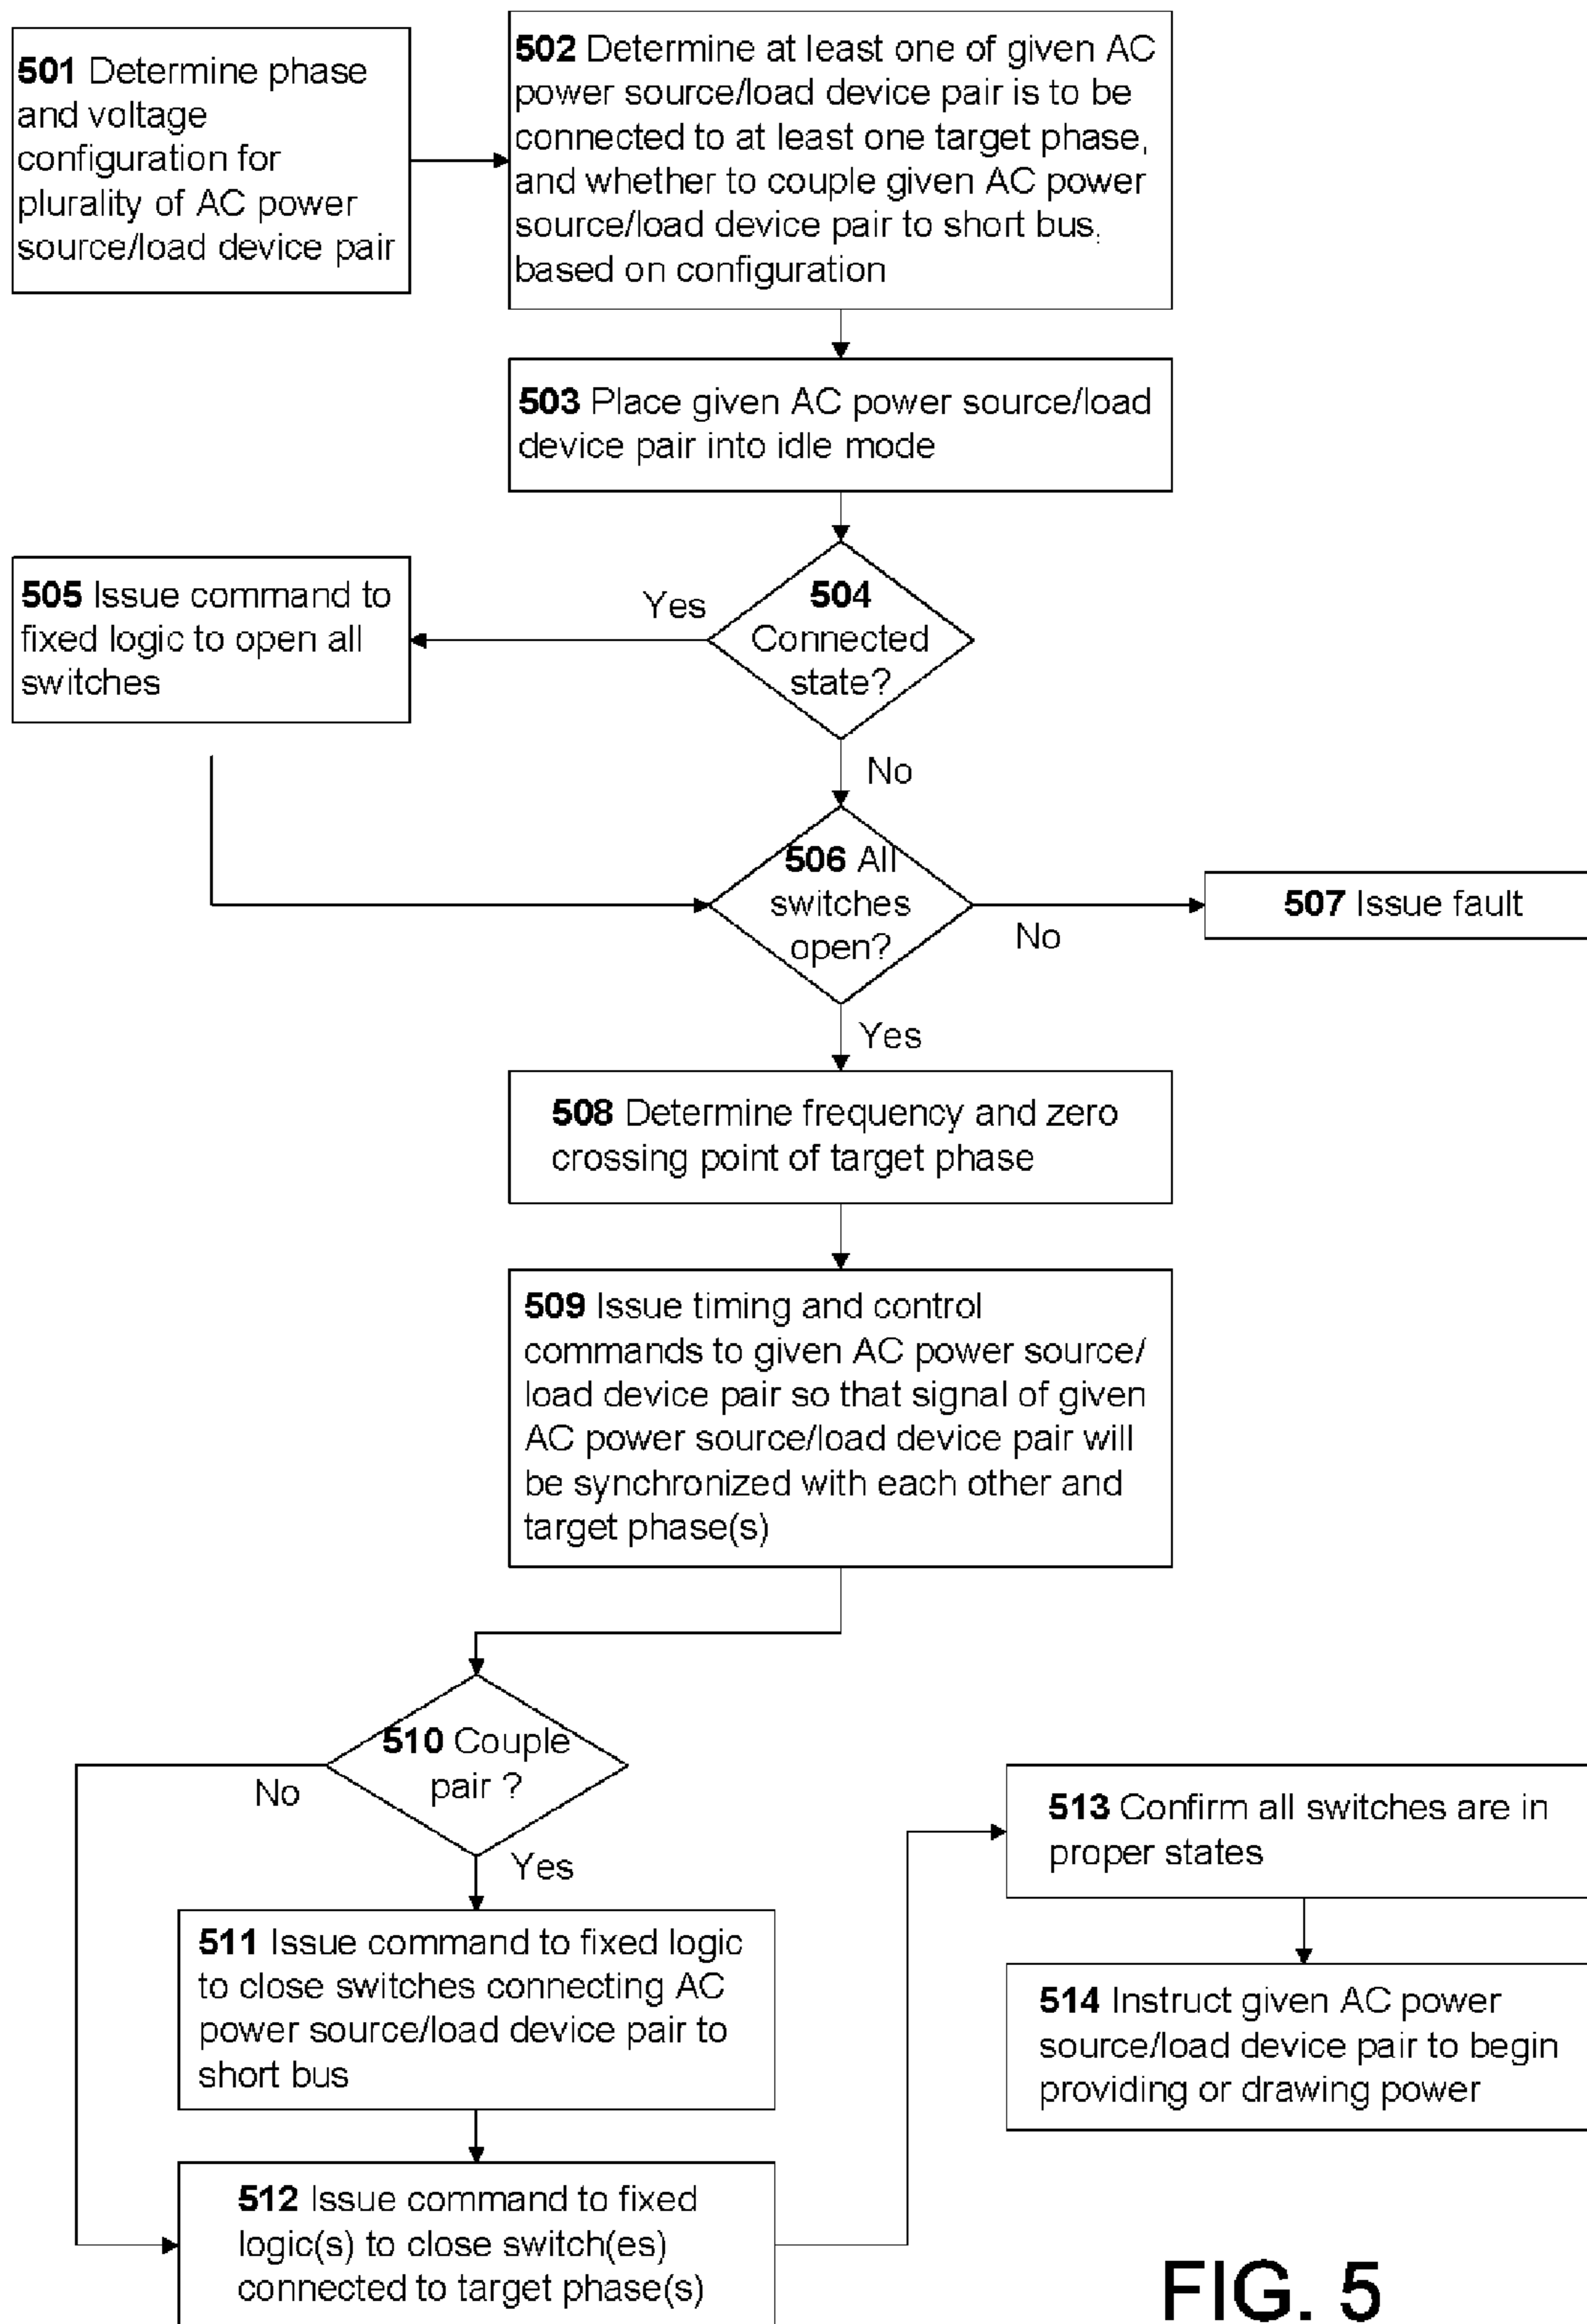 501 Determine phase
and voltage
configuration for
plurality of AC power
source/load device pair
502 Determine at least one of given AC
power source/load device pair is to be
connected to at least one target phase,
and whether to couple given AC power
source/load device pair to short bus,
based on configuration
503 Place given AC power source/load
device pair into idle mode
504
Connected
state?
Yes
505 Issue command to
fixed logic to open all
switches
No
506 All
switches
open?
No
507 Issue fault
Yes
508 Determine frequency and zero
crossing point of target phase
509 Issue timing and control
commands to given AC power source/
load device pair so that signal of given
AC power source/load device pair will
be synchronized with each other and
target phase(s)
510 Couple
pair ?
No
Yes
511 Issue command to fixed logic
to close switches connecting AC
power source/load device pair to
short bus
512 Issue command to fixed
logic(s) to close switch(es)
connected to target phase(s)
513 Confirm all switches are in
proper states
514 Instruct given AC power
source/load device pair to begin
providing or drawing power
FIG. 5